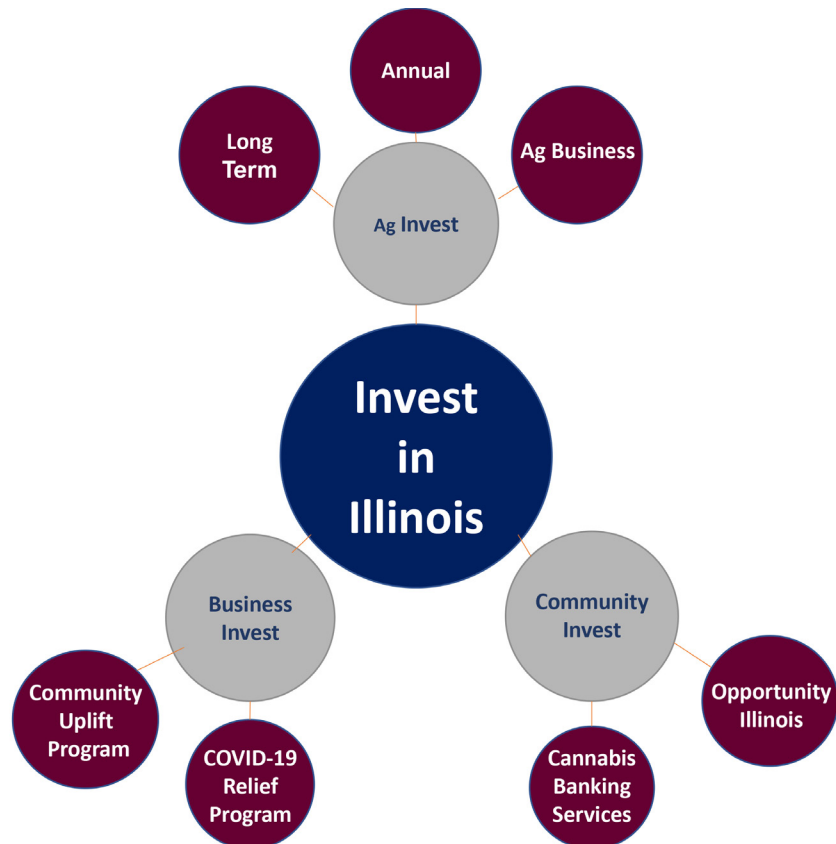 Annual
Long
Term
Ag Business
Ag Invest
Invest
in
Illinois
Business
Invest
Community
Invest
Community
Uplift
Program
COVID-19
Relief
Program
Cannabis
Banking
Services
Opportunity
Illinois